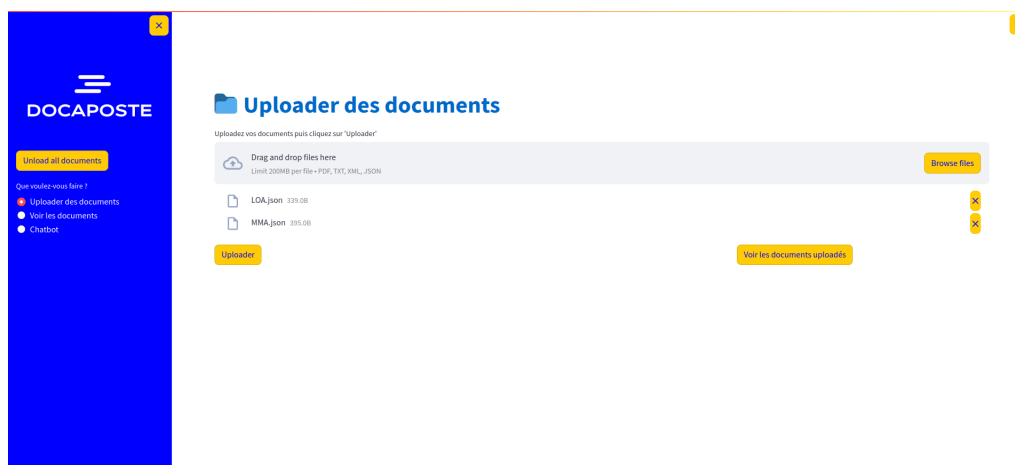 DOCAPOSTE
Unload all documents
Que voulez-vous faire ?
Uploader des documents
Voir les documents
Chatbot
Uploader des documents
Uploadez vos documents puis cliquez sur 'Uploader'
Drag and drop files here
Limit 200MB per file • PDF, TXT, XML, JSON
Browse files
LOA.json 339.0B
MMA.json 395.0B
Uploader
Voir les documents uploadés